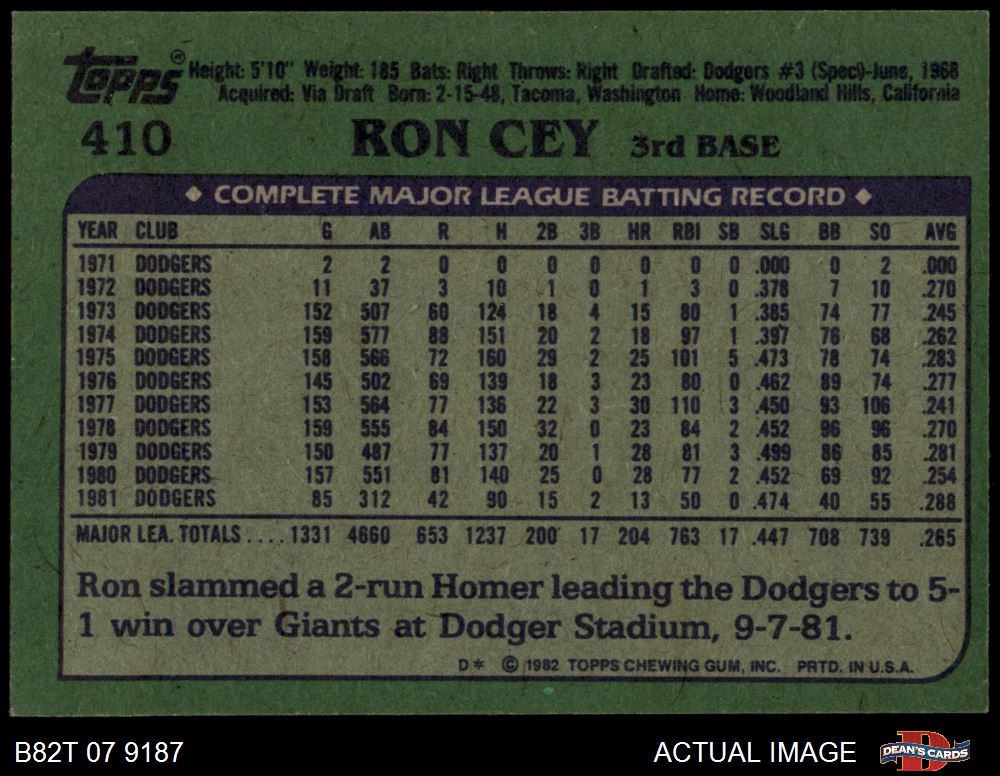 Topps® Height: 5'10" Weight: 185 Bats: Right Throws: Right Drafted: Dodgers #3 (Spec)-June, 1968
Acquired: Via Draft Born: 2-15-48, Tacoma, Washington Home: Woodland Hills, California
410 RON CEY 3rd BASE
◆ COMPLETE MAJOR LEAGUE BATTING RECORD ◆
YEAR CLUB G AB R H 2B 3B HR RBI SB SLG BB SO AVG
1971 DODGERS 2 2 0 0 0 0 0 0 0 .000 0 2 .000
1972 DODGERS 11 37 3 10 1 0 1 3 0 .378 7 10 .270
1973 DODGERS 152 507 60 124 18 4 15 80 1 .385 74 77 .245
1974 DODGERS 159 577 88 151 20 2 18 97 1 .397 76 68 .262
1975 DODGERS 158 566 72 160 29 2 25 101 5 .473 78 74 .283
1976 DODGERS 145 502 69 139 18 3 23 80 0 .462 89 74 .277
1977 DODGERS 153 564 77 136 22 3 30 110 3 .450 93 106 .241
1978 DODGERS 159 555 84 150 32 0 23 84 2 .452 96 96 .270
1979 DODGERS 150 487 77 137 20 1 28 81 3 .499 86 85 .281
1980 DODGERS 157 551 81 140 25 0 28 77 2 .452 69 92 .254
1981 DODGERS 85 312 42 90 15 2 13 50 0 .474 40 55 .288
MAJOR LEA. TOTALS .... 1331 4660 653 1237 200 17 204 763 17 .447 708 739 .265
Ron slammed a 2-run Homer leading the Dodgers to 5-
1 win over Giants at Dodger Stadium, 9-7-81.
D* © 1982 TOPPS CHEWING GUM, INC. PRTD. IN U.S.A.
B82T 07 9187 ACTUAL IMAGE DEAN'S CARDS